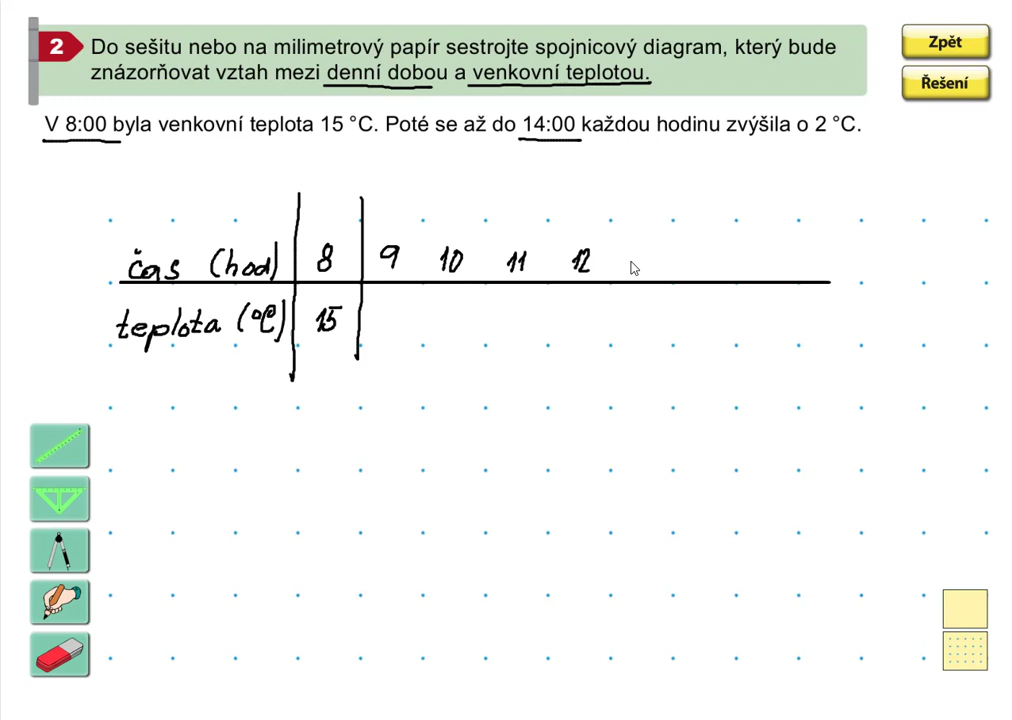 2 Do sešitu nebo na milimetrový papír sestrojte spojnicový diagram, který bude
znázorňovat vztah mezi denní dobou a venkovní teplotou.
Zpět
Řešení
V 8:00 byla venkovní teplota 15 °C. Poté se až do 14:00 každou hodinu zvýšila o 2 °C.
čas (hod) 8 9 10 11 12
teplota (°C) 15